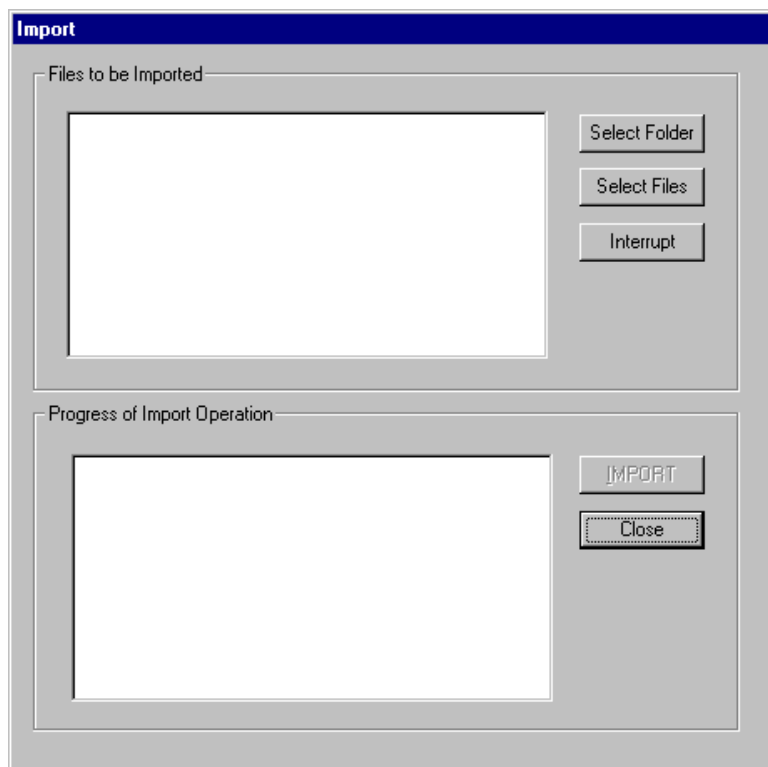 Import
Files to be Imported
Select Folder
Select Files
Interrupt
Progress of Import Operation
IMPORT
Close